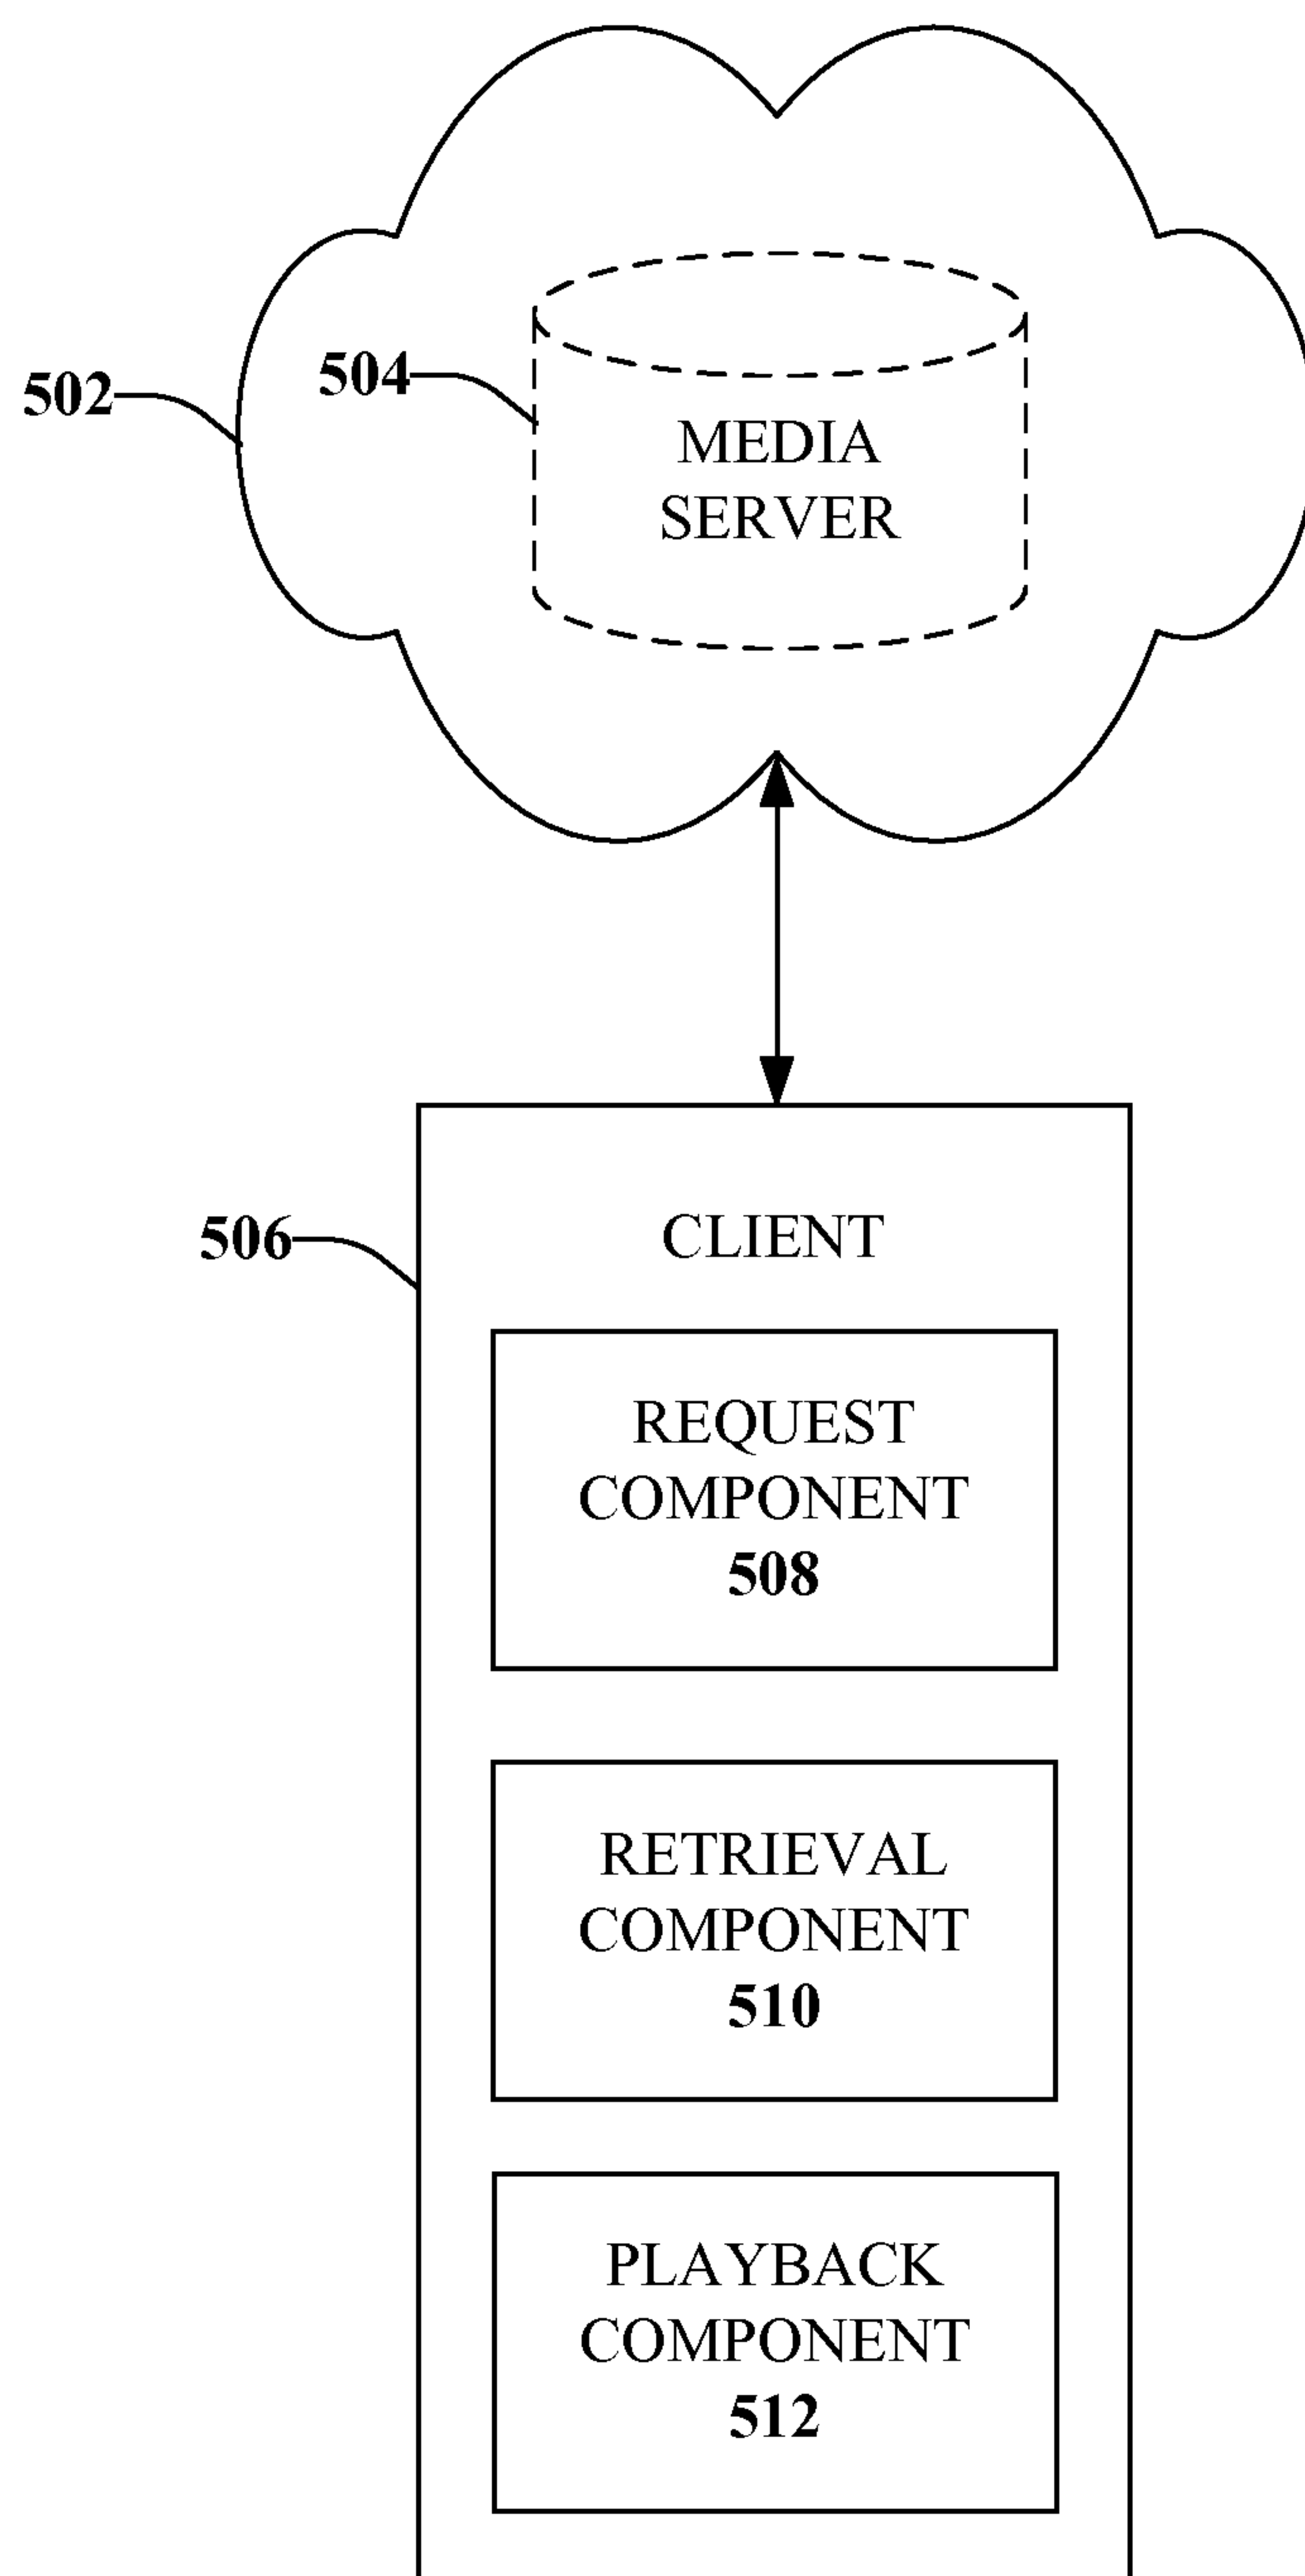 502
504
MEDIA
SERVER
506
CLIENT
REQUEST
COMPONENT
508
RETRIEVAL
COMPONENT
510
PLAYBACK
COMPONENT
512